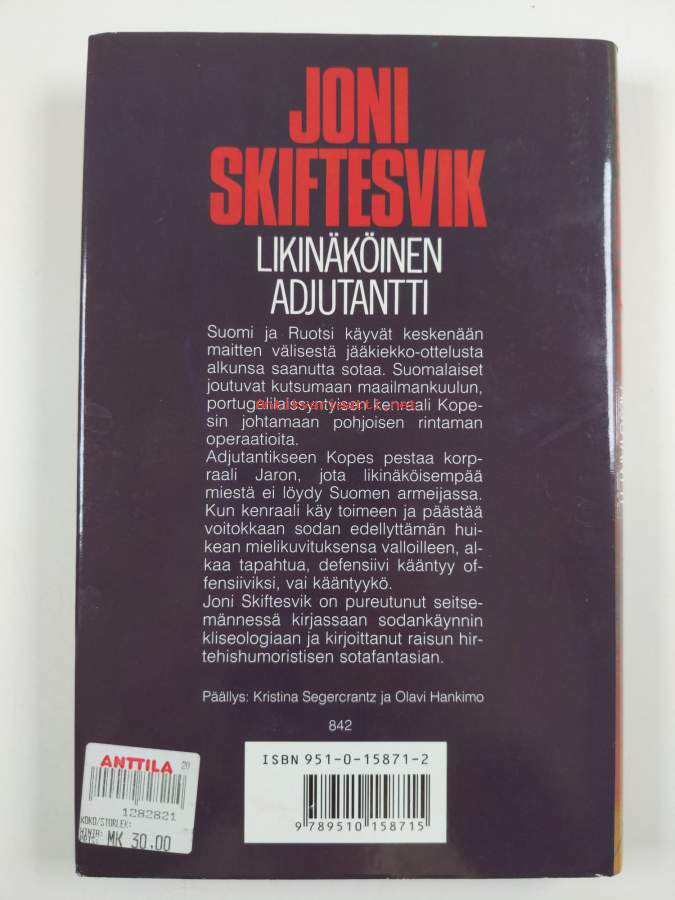 JONI
SKIFTESVIK
LIKINÄKÖINEN
ADJUTANTTI
Suomi ja Ruotsi käyvät keskenään
maitten välisestä jääkiekko-ottelusta
alkunsa saanutta sotaa. Suomalaiset
joutuvat kutsumaan maailmankuulun,
portugalilaissyntyisen kenraali Kope-
sin johtamaan pohjoisen rintaman
operaatioita.
Adjutantikseen Kopes pestaa korp-
raali Jaron, jota likinäköisempää
miestä ei löydy Suomen armeijassa.
Kun kenraali käy toimeen ja päästää
voitokkaan sodan edellyttämän hui-
kean mielikuvituksensa valloilleen, al-
kaa tapahtua, defensiivi kääntyy of-
fensiiviksi, vai kääntyykö.
Joni Skiftesvik on pureutunut seitse-
männessä kirjassaan sodankäynnin
kliseologiaan ja kirjoittanut raisun hir-
tehishumoristisen sotafantasian.
Päällys: Kristina Segercrantz ja Olavi Hankimo
842
ISBN 951-0-15871-2
9 789510 158715
ANTTILA 20
1282821
KOKO/STORLEK:
HINTA:
MK 30.00